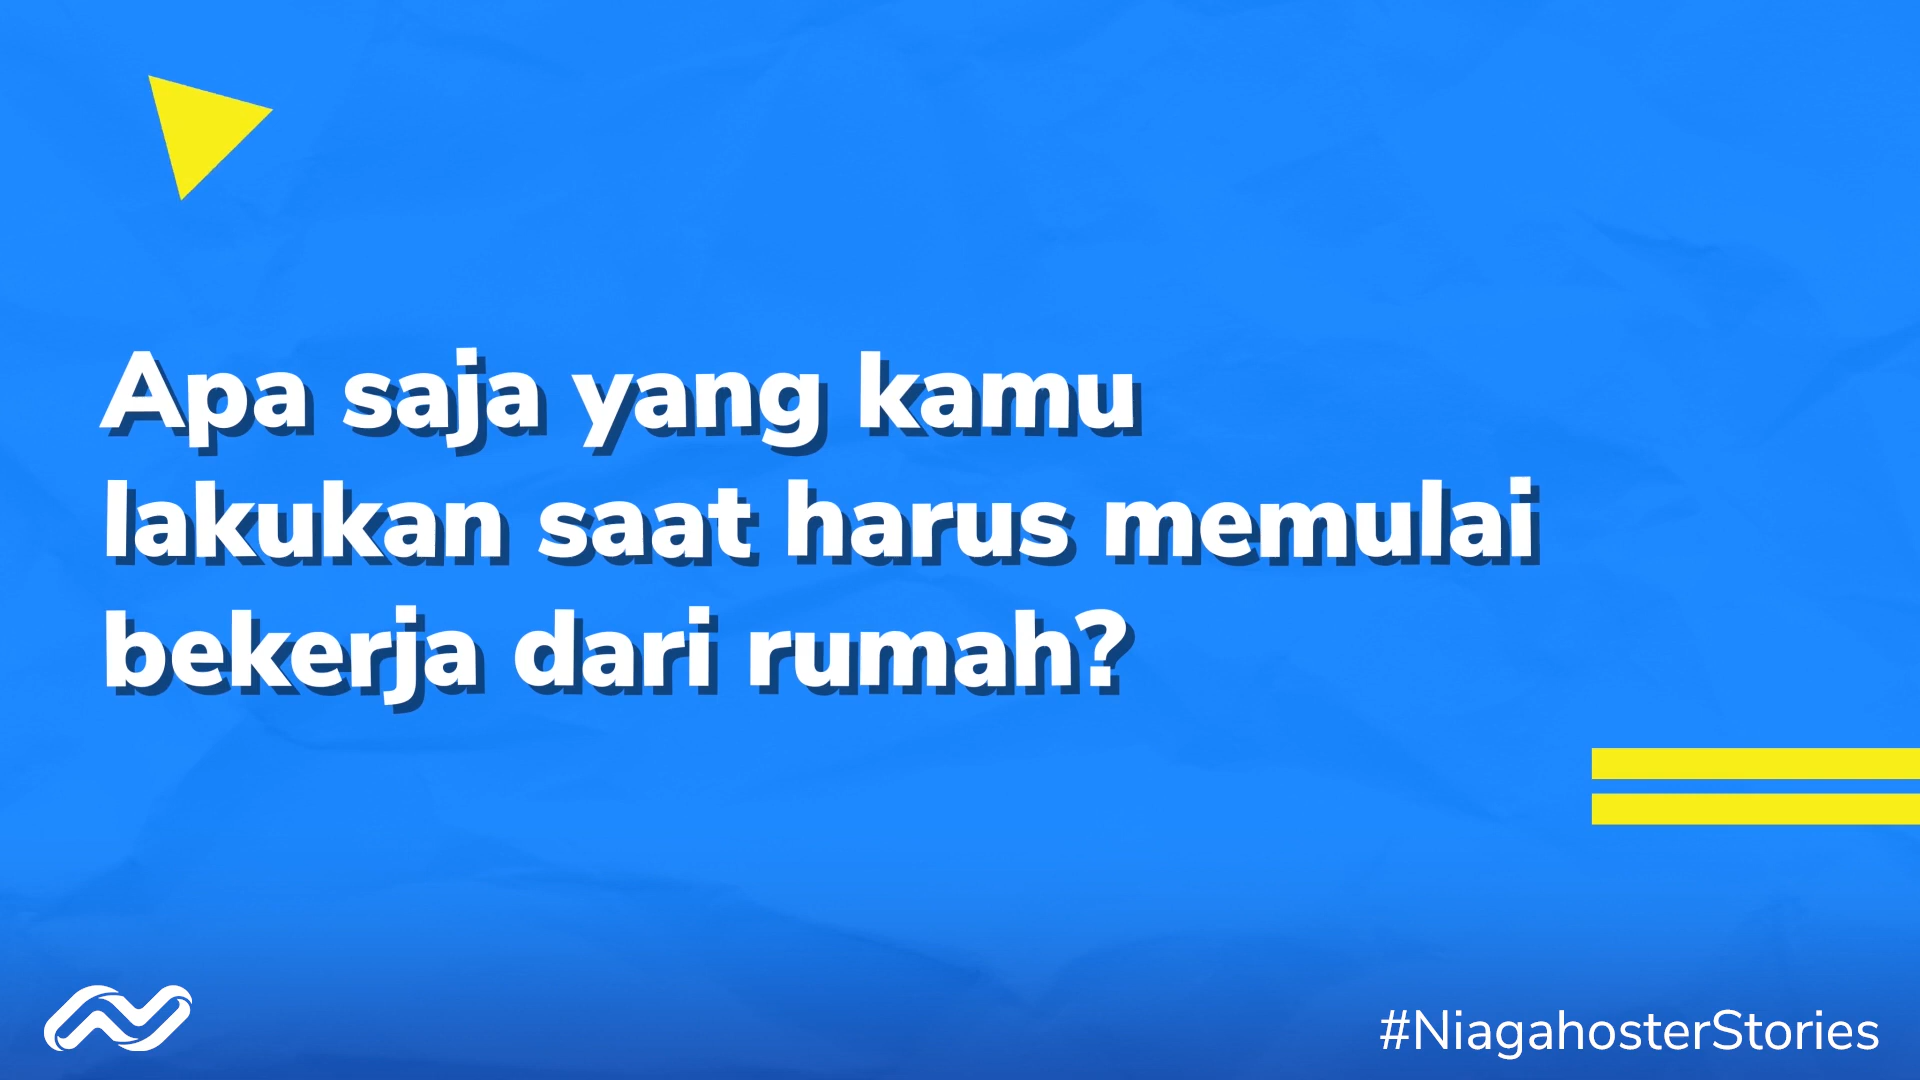 Apa saja yang kamu
lakukan saat harus memulai
bekerja dari rumah?
#NiagahosterStories